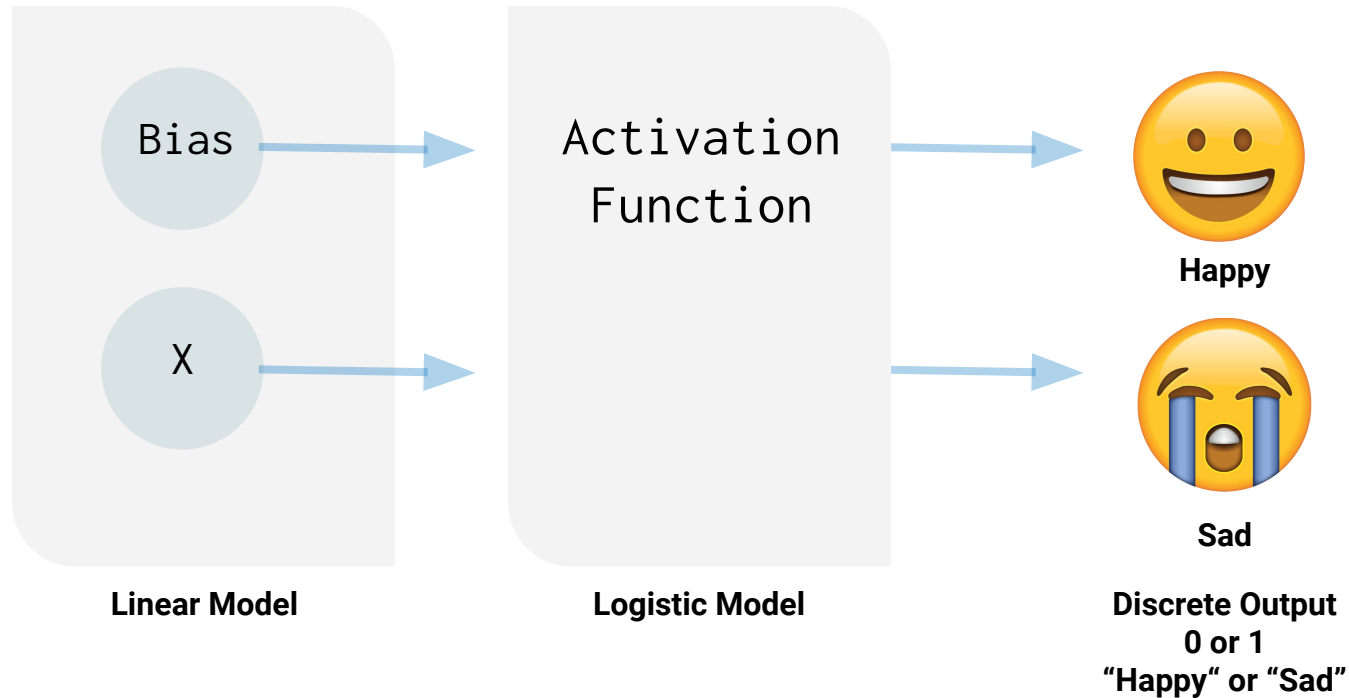 Bias
X
Linear Model
Activation
Function
Logistic Model
Happy
Sad
Discrete Output
0 or 1
“Happy“ or “Sad”